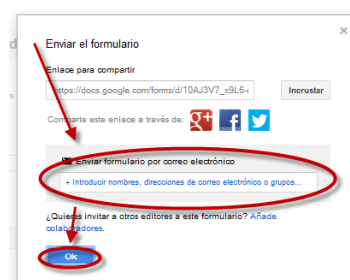 Enviar el formulario
Enlace para compartir
https://docs.google.com/forms/d/10AJ3V7_x9L6-
Incrustar
Comparte este enlace a través de:
Enviar formulario por correo electrónico
+ Introducir nombres, direcciones de correo electrónico o grupos...
¿Quieres invitar a otros editores a este formulario? Añade
colaboradores.
Ok